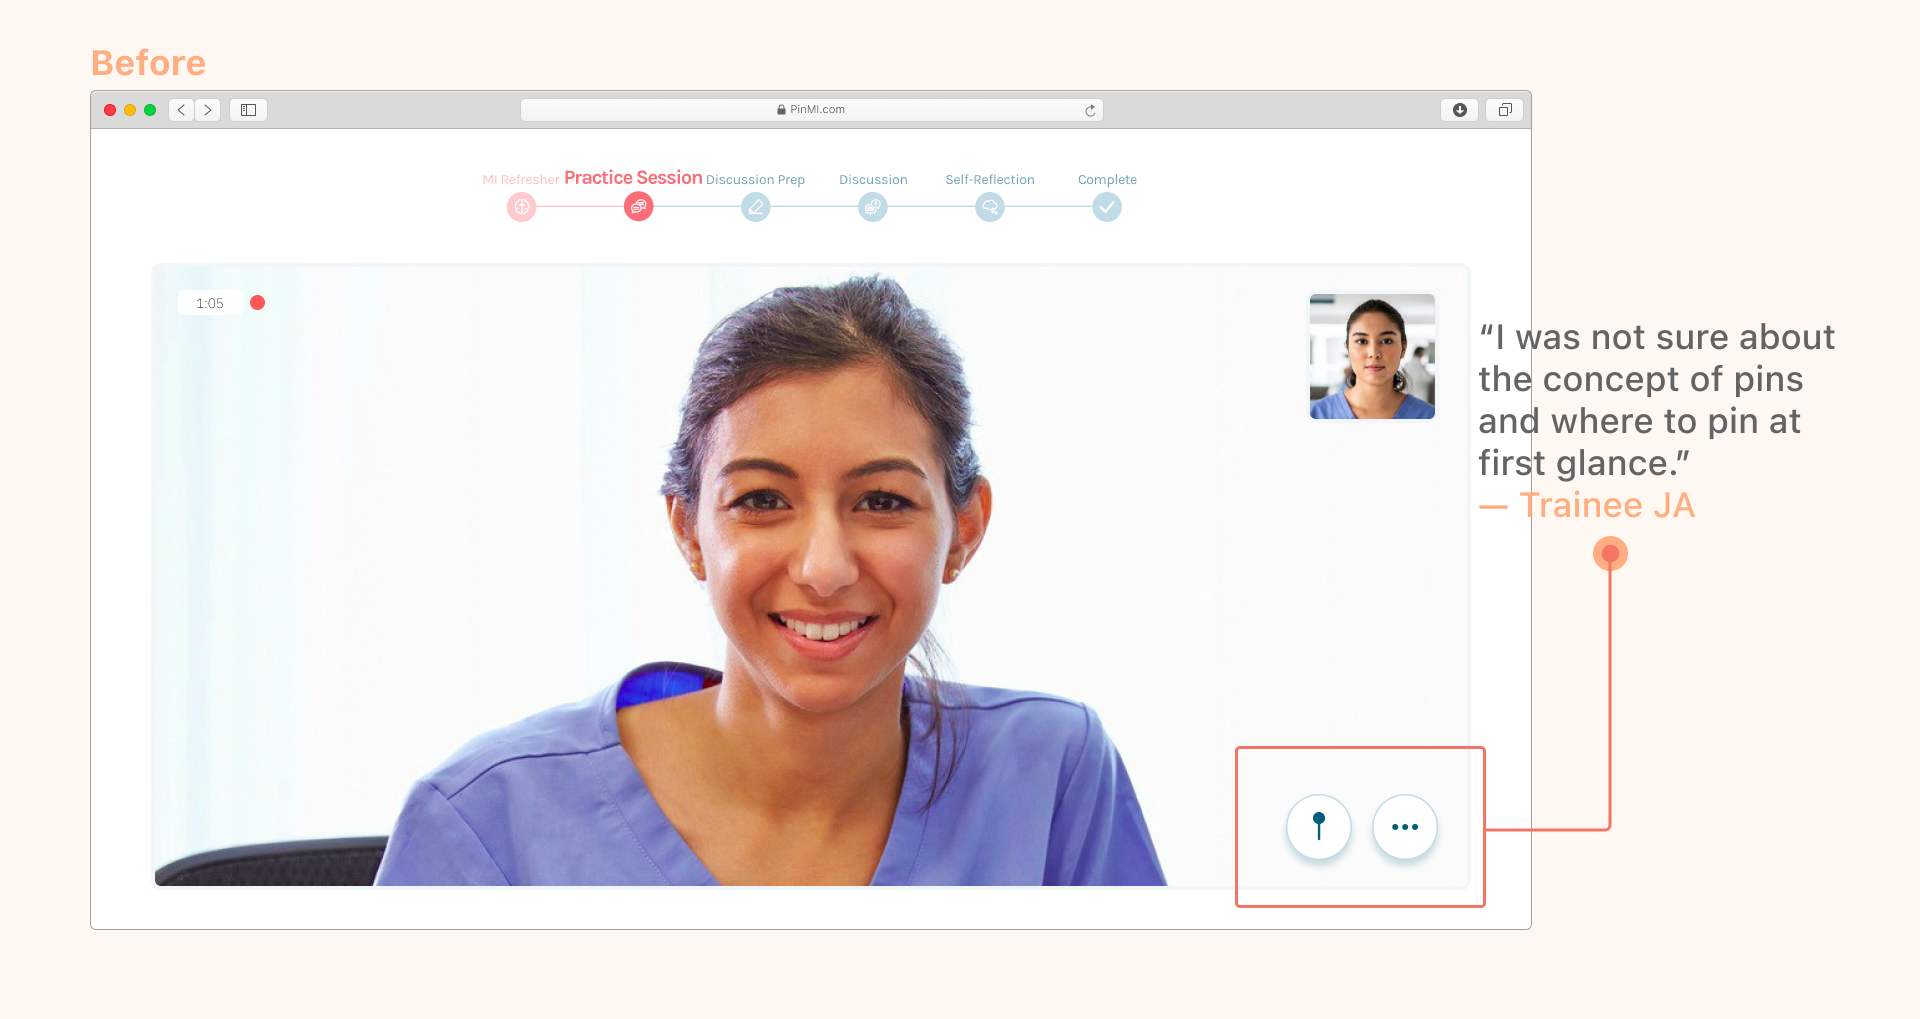 Before
PinMI.com
MI Refresher Practice Session Discussion Prep Discussion Self-Reflection Complete
1:05
“I was not sure about
the concept of pins
and where to pin at
first glance.”
— Trainee JA